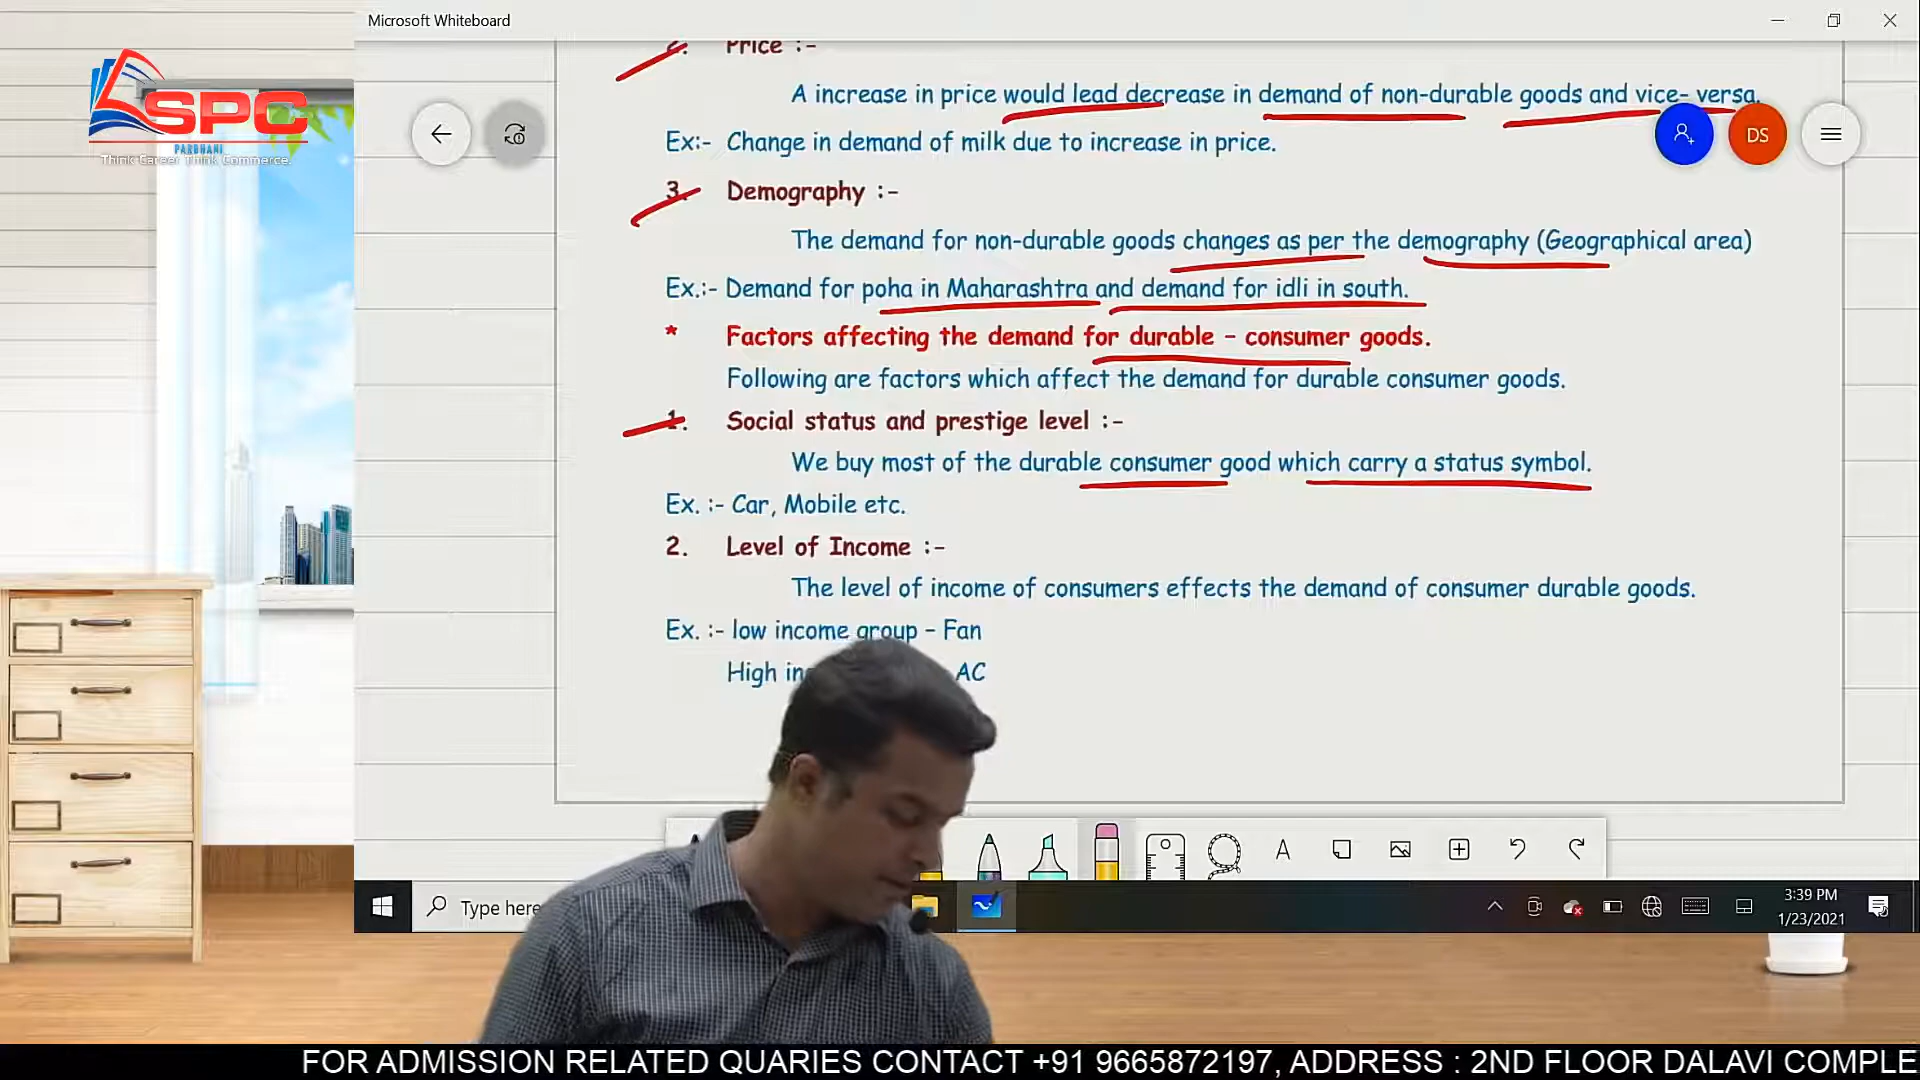 Microsoft Whiteboard
SPC
PARBHANI
Think Career Think Commerce.
2. Price :-
A increase in price would lead decrease in demand of non-durable goods and vice- versa.
DS
Ex:- Change in demand of milk due to increase in price.
3. Demography :-
The demand for non-durable goods changes as per the demography (Geographical area)
Ex.:- Demand for poha in Maharashtra and demand for idli in south.
* Factors affecting the demand for durable - consumer goods.
Following are factors which affect the demand for durable consumer goods.
1. Social status and prestige level :-
We buy most of the durable consumer good which carry a status symbol.
Ex. :- Car, Mobile etc.
2. Level of Income :-
The level of income of consumers effects the demand of consumer durable goods.
Ex. :- low income group - Fan
High AC
Type here
3:39 PM
1/23/2021
FOR ADMISSION RELATED QUARIES CONTACT +91 9665872197, ADDRESS : 2ND FLOOR DALAVI COMPLE